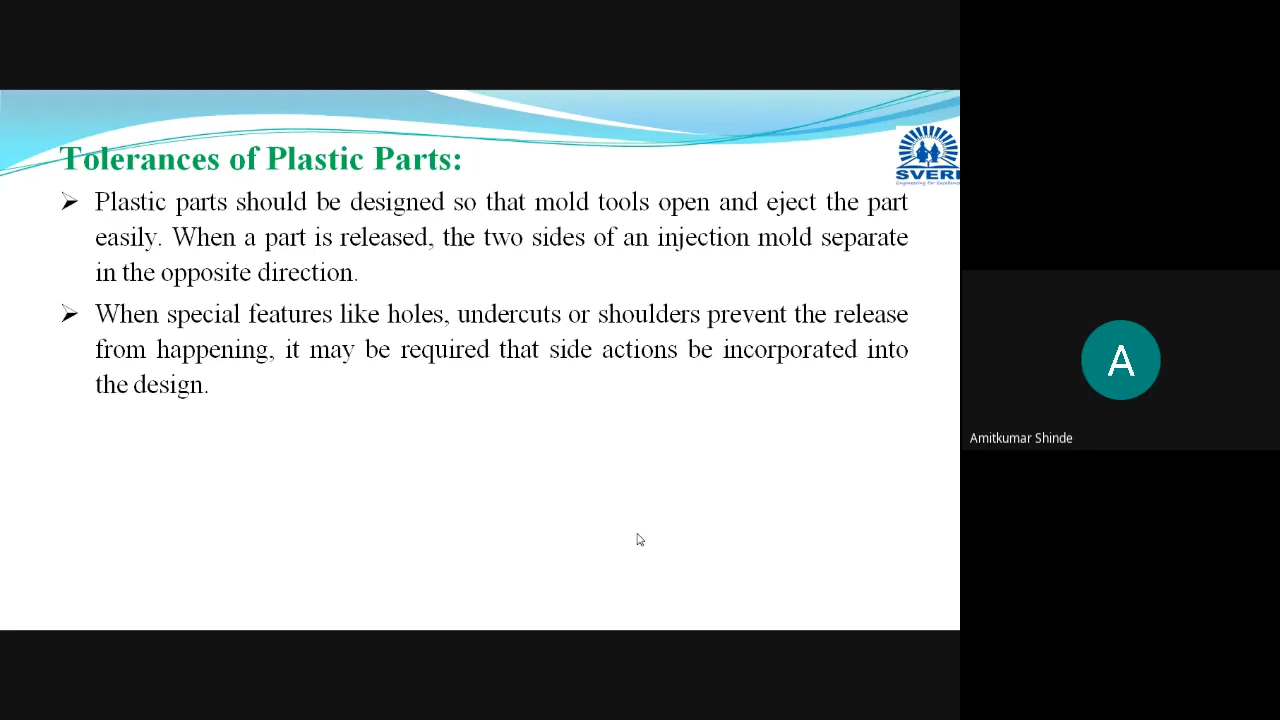 Tolerances of Plastic Parts:
SVERI
Engineering for Excellence
➢ Plastic parts should be designed so that mold tools open and eject the part
easily. When a part is released, the two sides of an injection mold separate
in the opposite direction.
➢ When special features like holes, undercuts or shoulders prevent the release
from happening, it may be required that side actions be incorporated into
the design.
A
Amitkumar Shinde